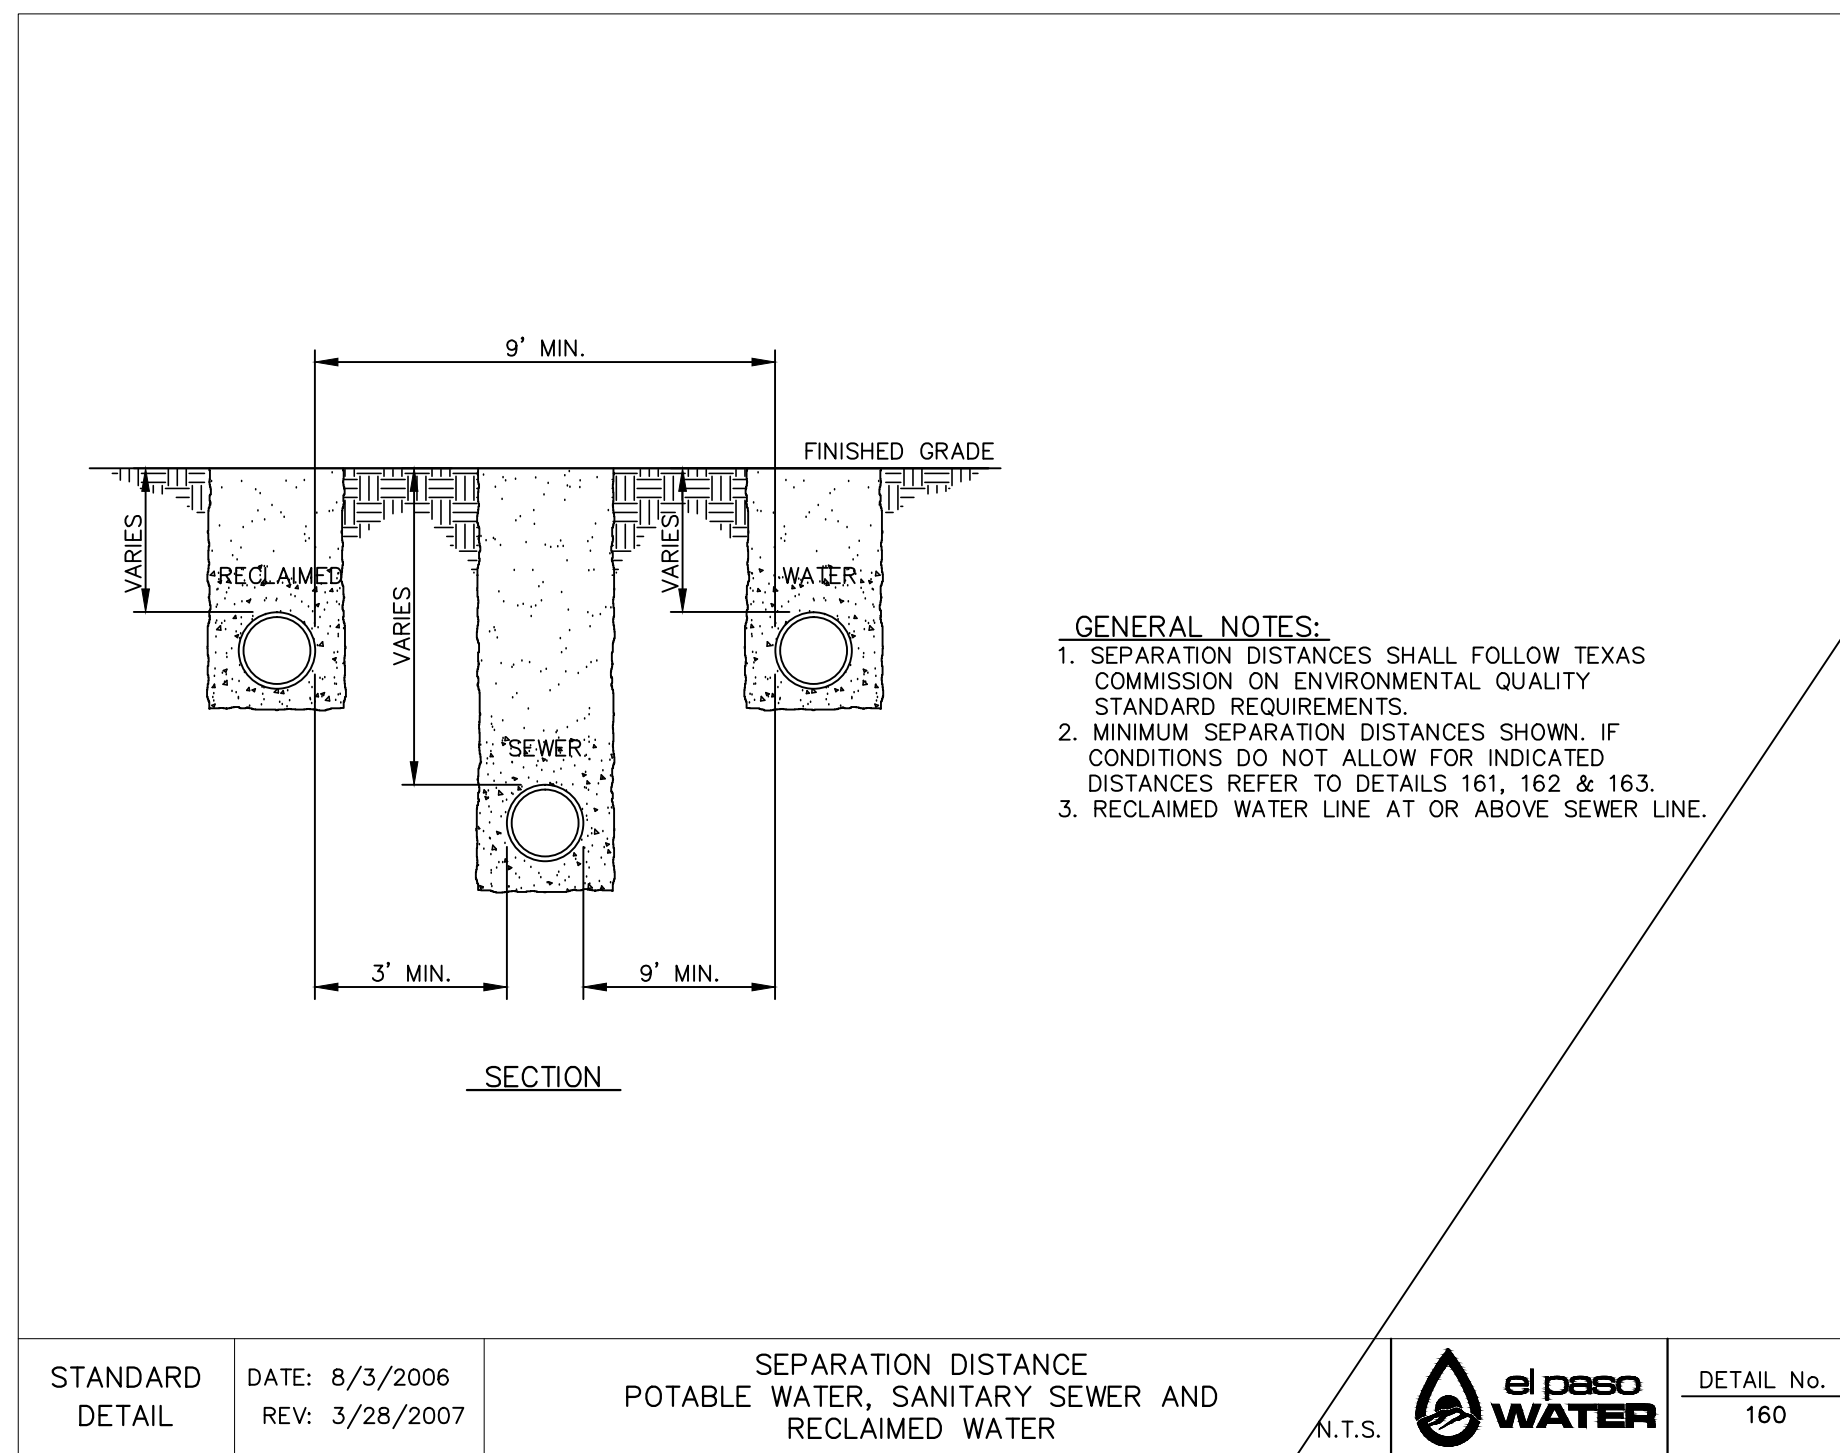 9' MIN.
FINISHED GRADE
VARIES
VARIES
VARIES
RECLAIMED
WATER
SEWER
3' MIN.
9' MIN.
SECTION
GENERAL NOTES:
1. SEPARATION DISTANCES SHALL FOLLOW TEXAS
COMMISSION ON ENVIRONMENTAL QUALITY
STANDARD REQUIREMENTS.
2. MINIMUM SEPARATION DISTANCES SHOWN. IF
CONDITIONS DO NOT ALLOW FOR INDICATED
DISTANCES REFER TO DETAILS 161, 162 & 163.
3. RECLAIMED WATER LINE AT OR ABOVE SEWER LINE.
STANDARD
DETAIL
DATE: 8/3/2006
REV: 3/28/2007
SEPARATION DISTANCE
POTABLE WATER, SANITARY SEWER AND
RECLAIMED WATER
N.T.S.
el paso
WATER
DETAIL No.
160